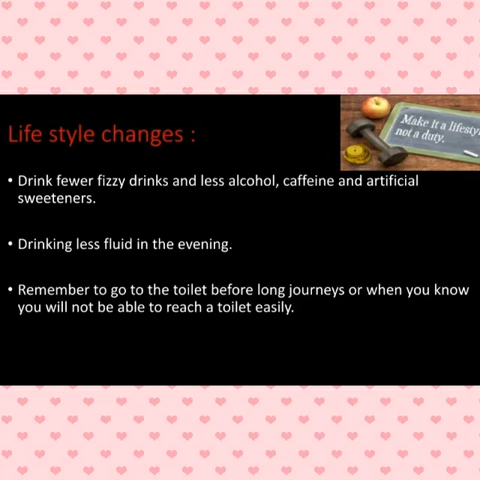 Life style changes :
Make it a lifesty
not a duty.
• Drink fewer fizzy drinks and less alcohol, caffeine and artificial
sweeteners.
• Drinking less fluid in the evening.
• Remember to go to the toilet before long journeys or when you know
you will not be able to reach a toilet easily.